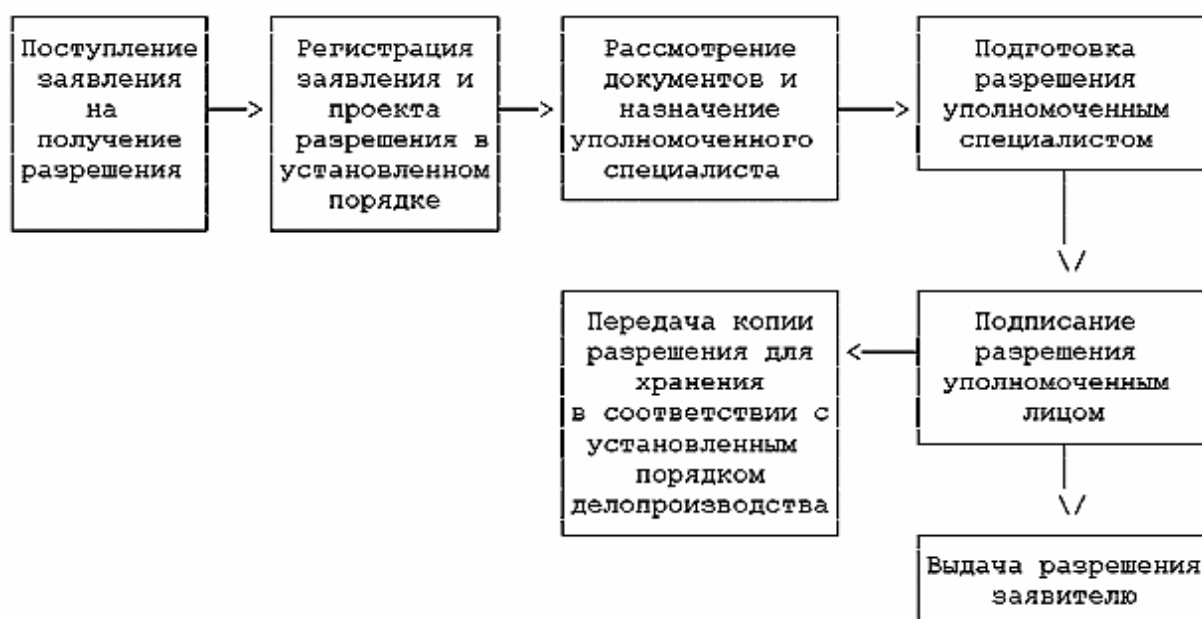 Поступление
заявления
на
получение
разрешения
Регистрация
заявления и
проекта
разрешения в
установленном
порядке
Рассмотрение
документов и
назначение
уполномоченного
специалиста
Подготовка
разрешения
уполномоченным
специалистом
Подписание
разрешения
уполномоченным
лицом
Передача копии
разрешения для
хранения
в соответствии с
установленным
порядком
делопроизводства
Выдача разрешения
заявителю